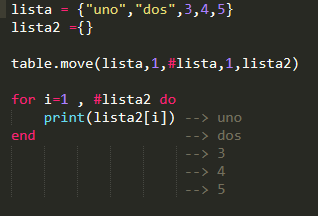 lista = {"uno","dos",3,4,5}
lista2 ={}
table.move(lista,1,#lista,1,lista2)
for i=1 , #lista2 do
print(lista2[i]) --> uno
end --> dos
--> 3
--> 4
--> 5